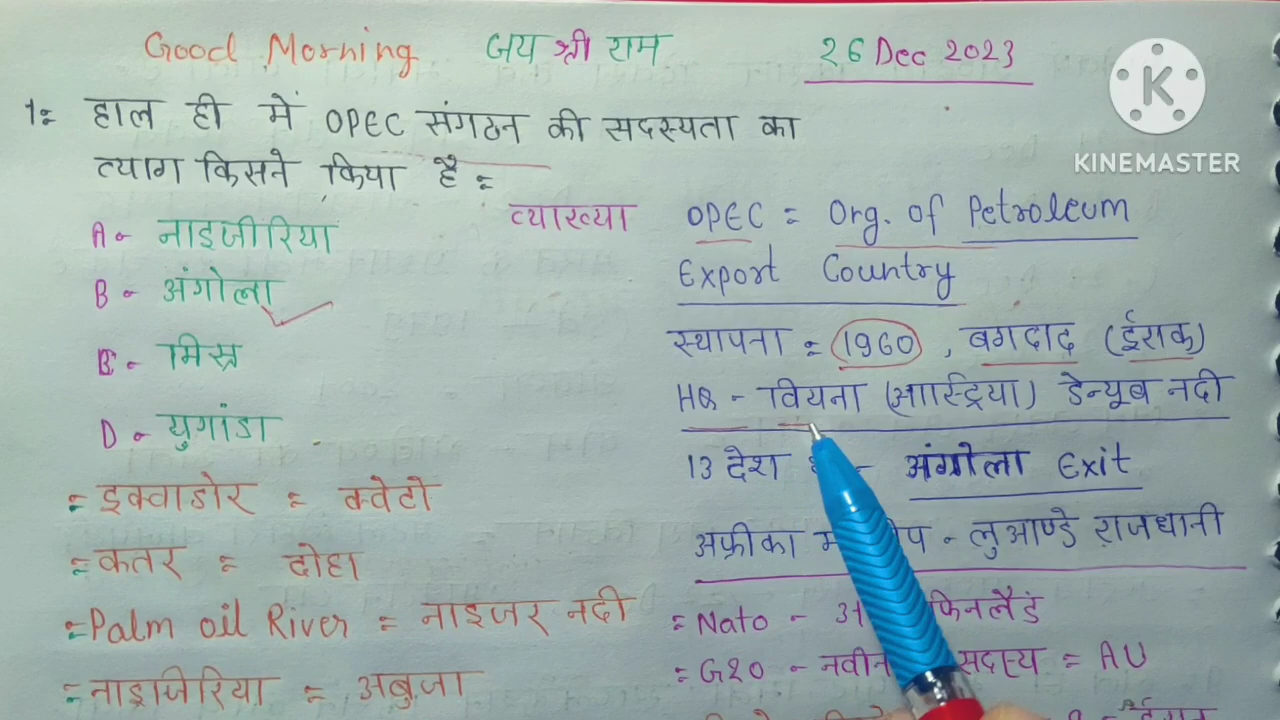 Good Morning जय श्री राम 26 Dec 2023
KINEMASTER
1:- हाल ही में OPEC संगठन की सदस्यता का
त्याग किसने किया है :-
A- नाइजीरिया
B- अंगोला
C- मिस्र
D- युगांडा
:- इक्वाडोर :- क्वेटो
:- कतर :- दोहा
:- Palm oil River = नाइजर नदी
:- नाइजिरिया = अबुजा
व्याख्या OPEC = Org. of Petroleum
Export Country
स्थापना :- 1960, बगदाद (ईराक)
HQ - वियना (आस्ट्रिया) डेन्यूब नदी
13 देश - अंगोला Exit
अफ्रीका - लुआण्डे राजधानी
:- Nato - 31 फिनलैंड
:- G20 - नवीन सदस्य = AU